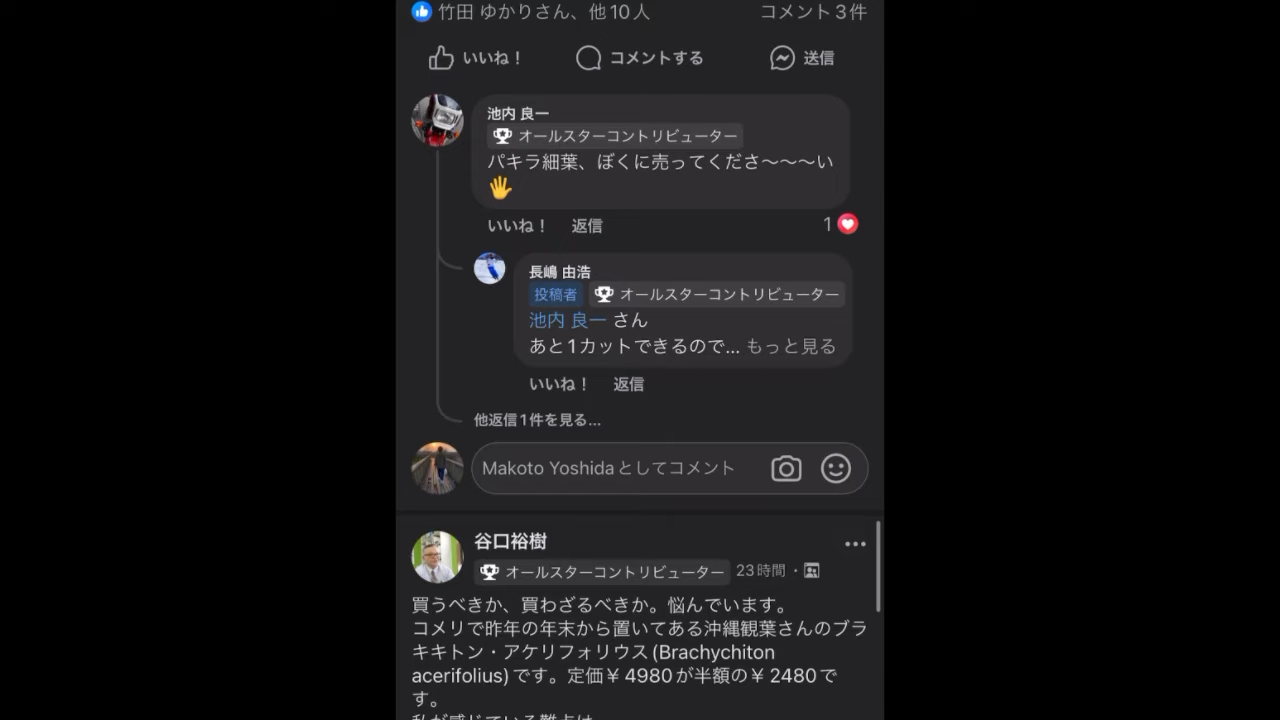 竹田 ゆかりさん、他10人
コメント3件
いいね！
コメントする
送信
池内 良一
オールスターコントリビューター
パキラ細葉、ぼくに売ってくださ〜〜〜い
🖐
いいね！ 返信
1
長嶋 由浩
投稿者 オールスターコントリビューター
池内 良一 さん
あと1カットできるので... もっと見る
いいね！ 返信
他返信1件を見る...
Makoto Yoshidaとしてコメント
谷口裕樹
オールスターコントリビューター 23時間・
買うべきか、買わざるべきか。悩んでいます。
コメリで昨年の年末から置いてある沖縄観葉さんのブラ
キキトン・アケリフォリウス(Brachychiton
acerifolius)です。定価￥4980が半額の￥2480で
す。
私が感じている難点は